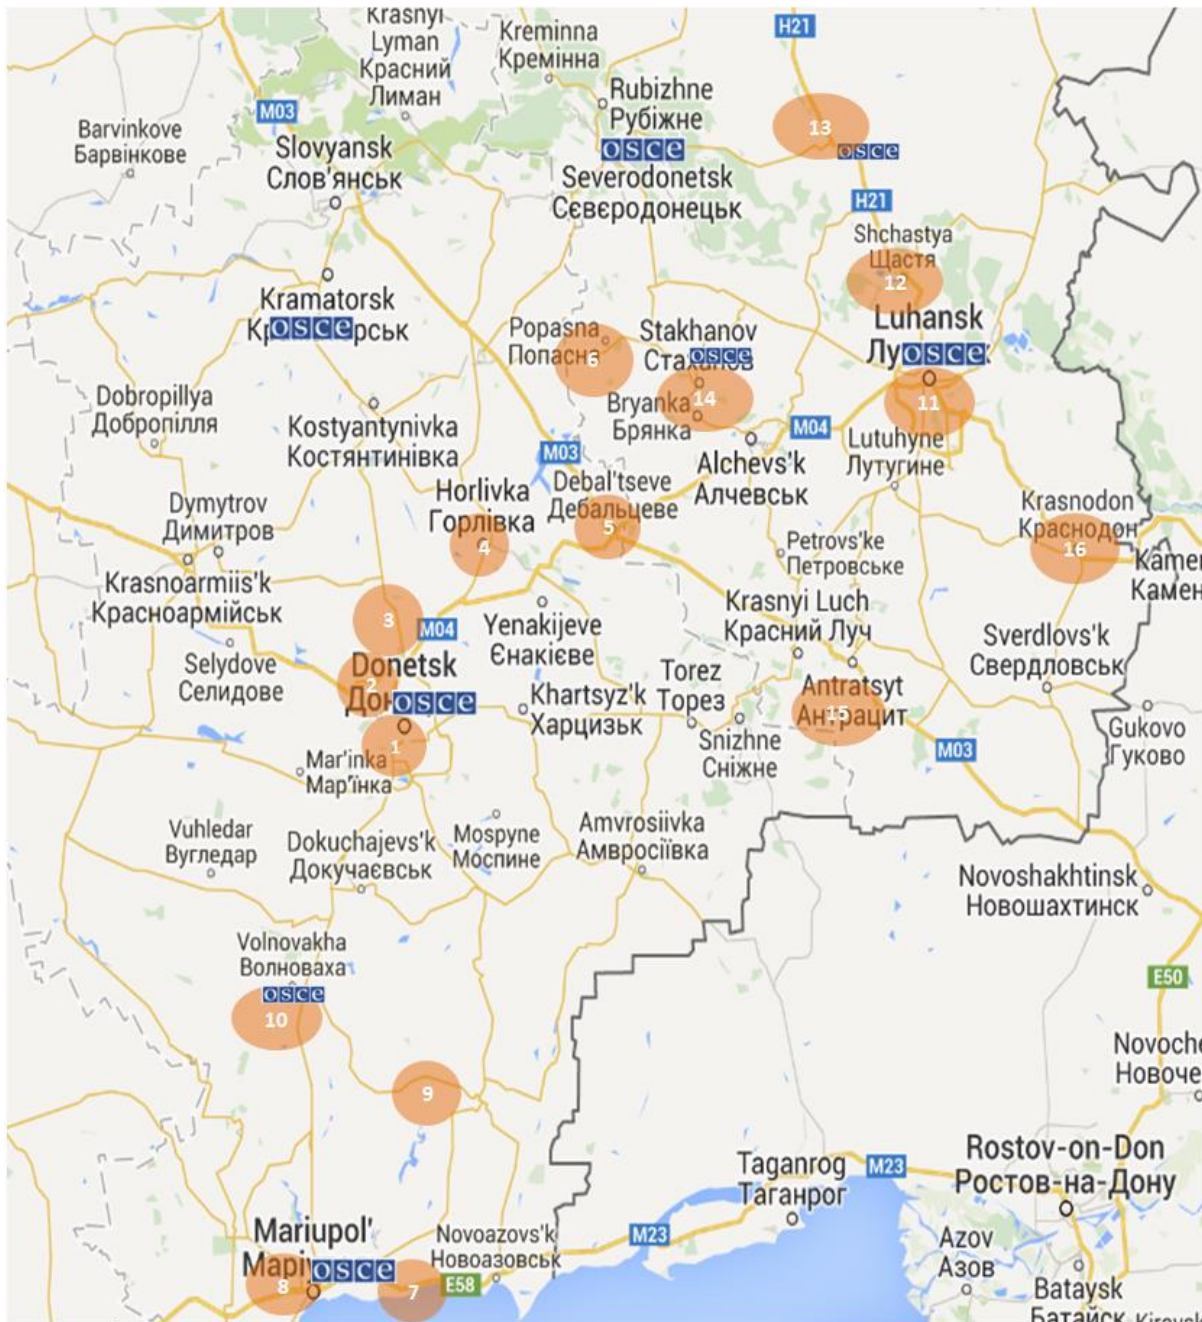 Krasnyi
Lyman
Красний
Лиман
Kreminna
Кремінна
H21
M03
Rubizhne
Рубіжне
osce
13
osce
Barvinkove
Барвінкове
Slovyansk
Слов'янськ
Severodonetsk
Сєвєродонецьк
H21
Shchastya
Щастя
12
Kramatorsk
osce
Popasna
Попасна
6
Stakhanov
osce
Luhansk
osce
14
11
Dobropillya
Добропілля
Bryanka
Брянка
Kostyantynivka
Костянтинівка
M03
M04
Lutuhyne
Лутугине
Alchevs'k
Алчевськ
Horlivka
Горлівка
4
Debal'tseve
Дебальцеве
5
Dymytrov
Димитров
Krasnodon
Краснодон
16
Petrovs'ke
Петровське
Krasnoarmiis'k
Красноармійськ
3
M04
Yenakijeve
Єнакієве
Krasnyi Luch
Красний Луч
Sverdlovs'k
Свердловськ
Selydove
Селидове
Donetsk
2
osce
Khartsyz'k
Харцизьк
Torez
Торез
Antratsyt
Антрацит
15
Gukovo
Гуково
1
Mar'inka
Мар'їнка
Snizhne
Сніжне
M03
Vuhledar
Вугледар
Dokuchajevs'k
Докучаєвськ
Mospyne
Моспине
Amvrosiivka
Амвросіївка
Novoshakhtinsk
Новошахтинск
Volnovakha
Волноваха
osce
10
E50
9
Rostov-on-Don
Ростов-на-Дону
Taganrog
Таганрог
M23
Mariupol'
osce
8
7
Novoazovs'k
Новоазовськ
E58
M23
Azov
Азов
Bataysk
Батайск